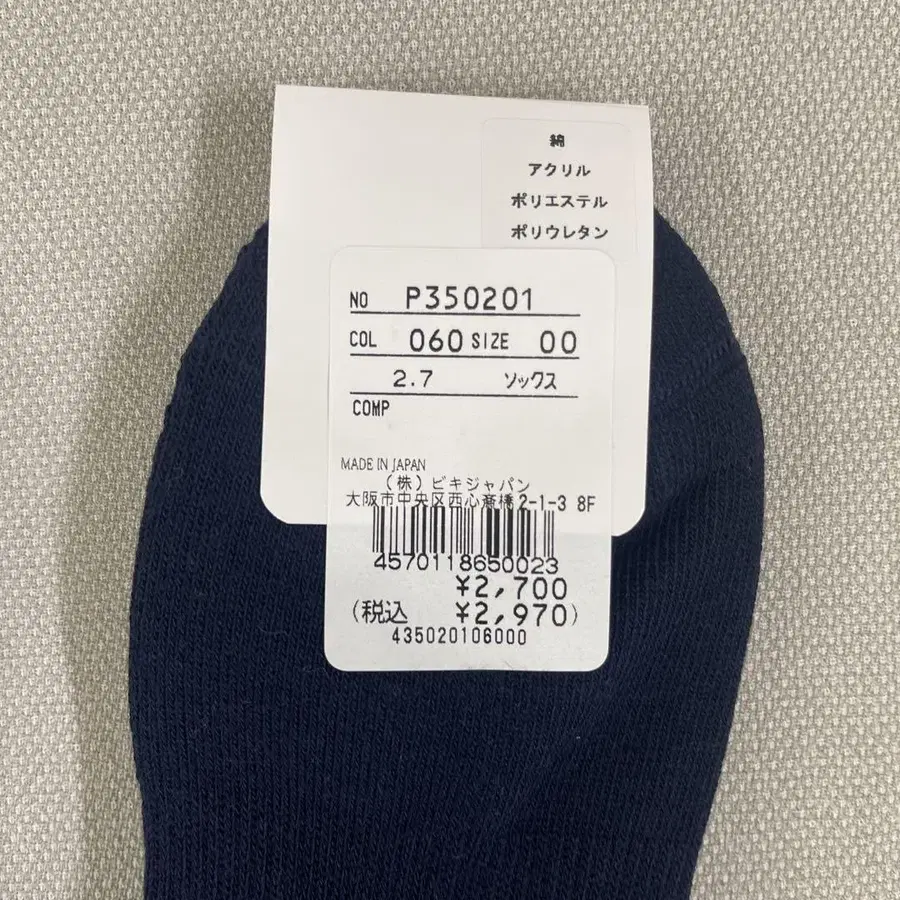 綿
アクリル
ポリエステル
ポリウレタン
NO P350201
COL 060 SIZE 00
2.7 ソックス
COMP
MADE IN JAPAN
(株)ビキジャパン
大阪市中央区西心斎橋2-1-3 8F
4570118650023
¥2,700
(税込 ¥2,970)
435020106000